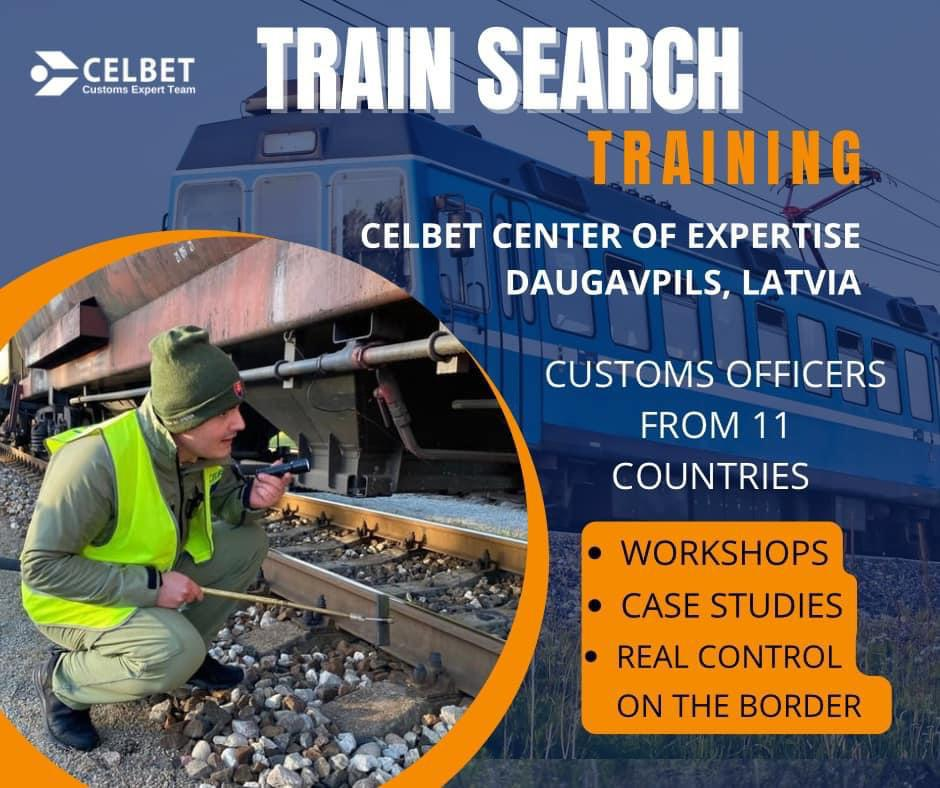 CELBET
Customs Expert Team
TRAIN SEARCH
TRAINING
CELBET CENTER OF EXPERTISE
DAUGAVPILS, LATVIA
CUSTOMS OFFICERS
FROM 11
COUNTRIES
• WORKSHOPS
• CASE STUDIES
• REAL CONTROL
ON THE BORDER